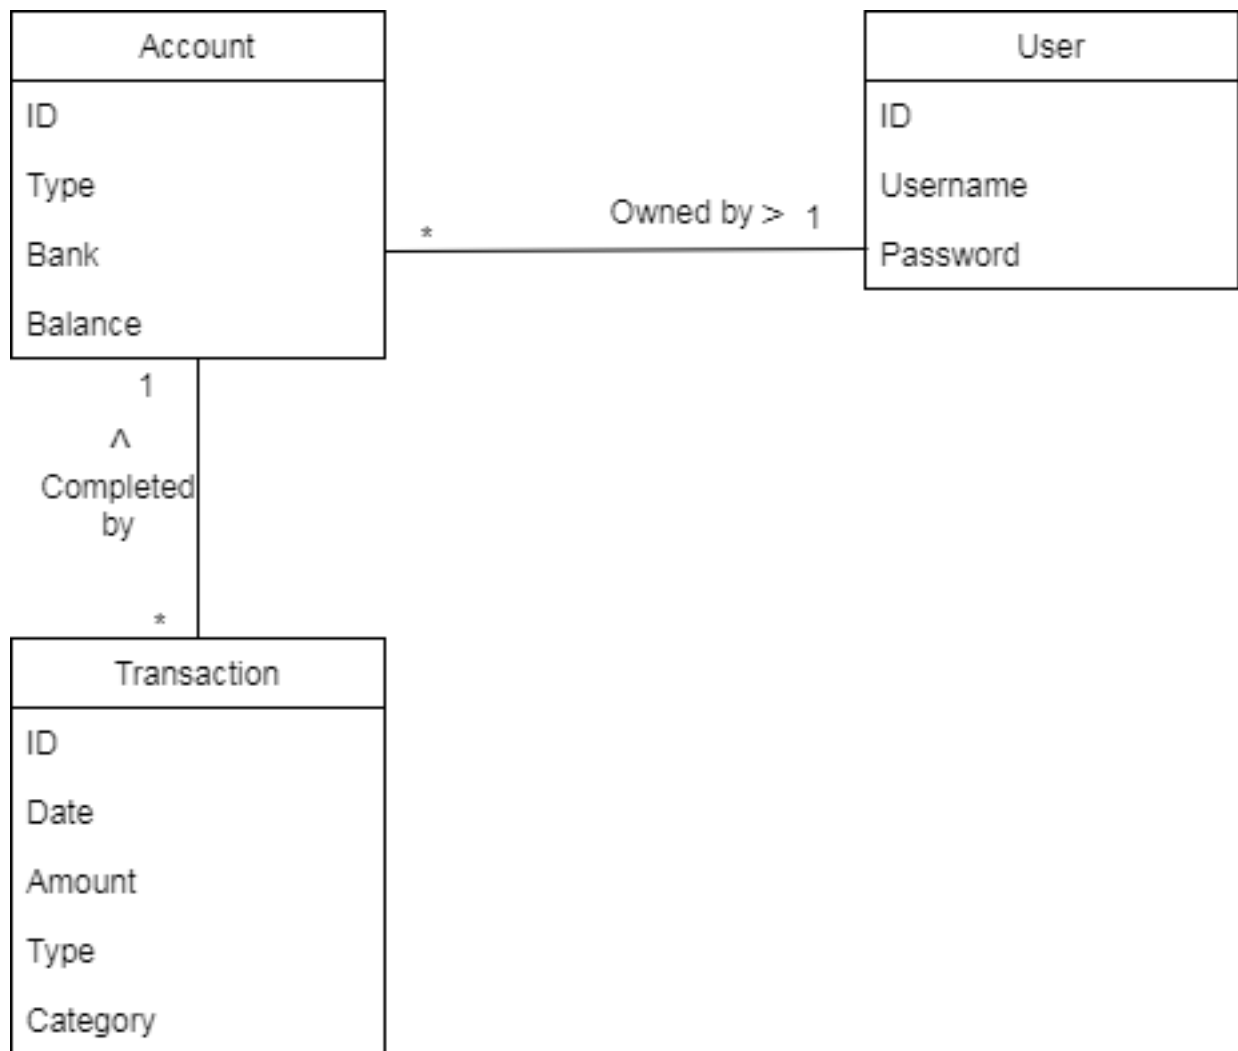 Account
ID
Type
Bank
Balance
User
ID
Username
Password
* Owned by > 1
1
^
Completed
by
*
Transaction
ID
Date
Amount
Type
Category